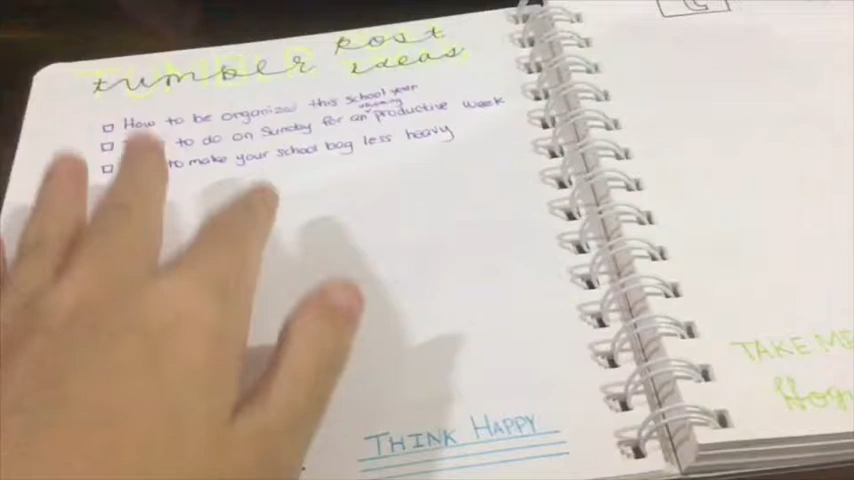 tumblr post
ideas
How to be organized this school year
to do on Sunday for an amazing productive week
to make your school bag less heavy
THINK HAPPY
TAKE ME